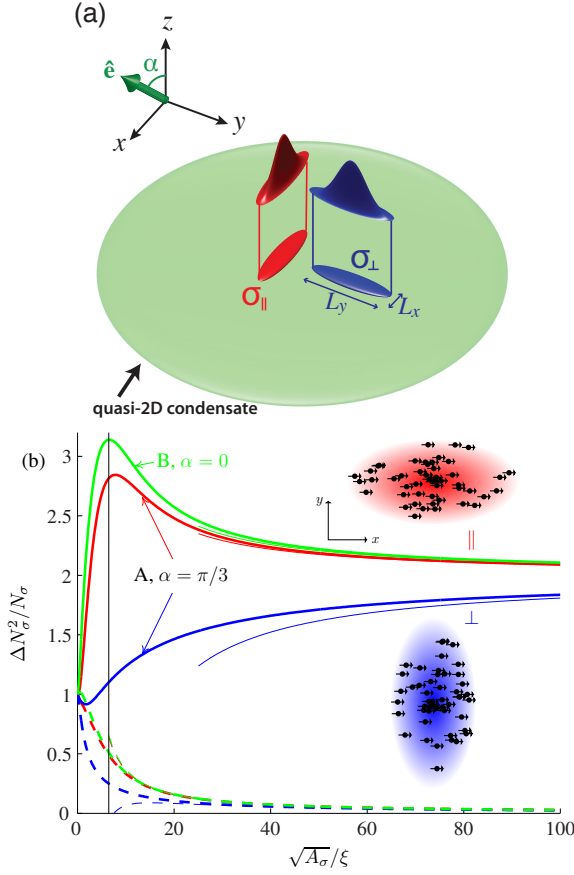 (a)
z
α
ê
x
y
σ∥
σ⊥
Ly
Lx
quasi-2D condensate
(b)
B, α = 0
A, α = π/3
y
x
∥
⊥
3
2.5
2
1.5
1
0.5
0
ΔN²σ/Nσ
0
20
40
60
80
100
√Aσ/ξ